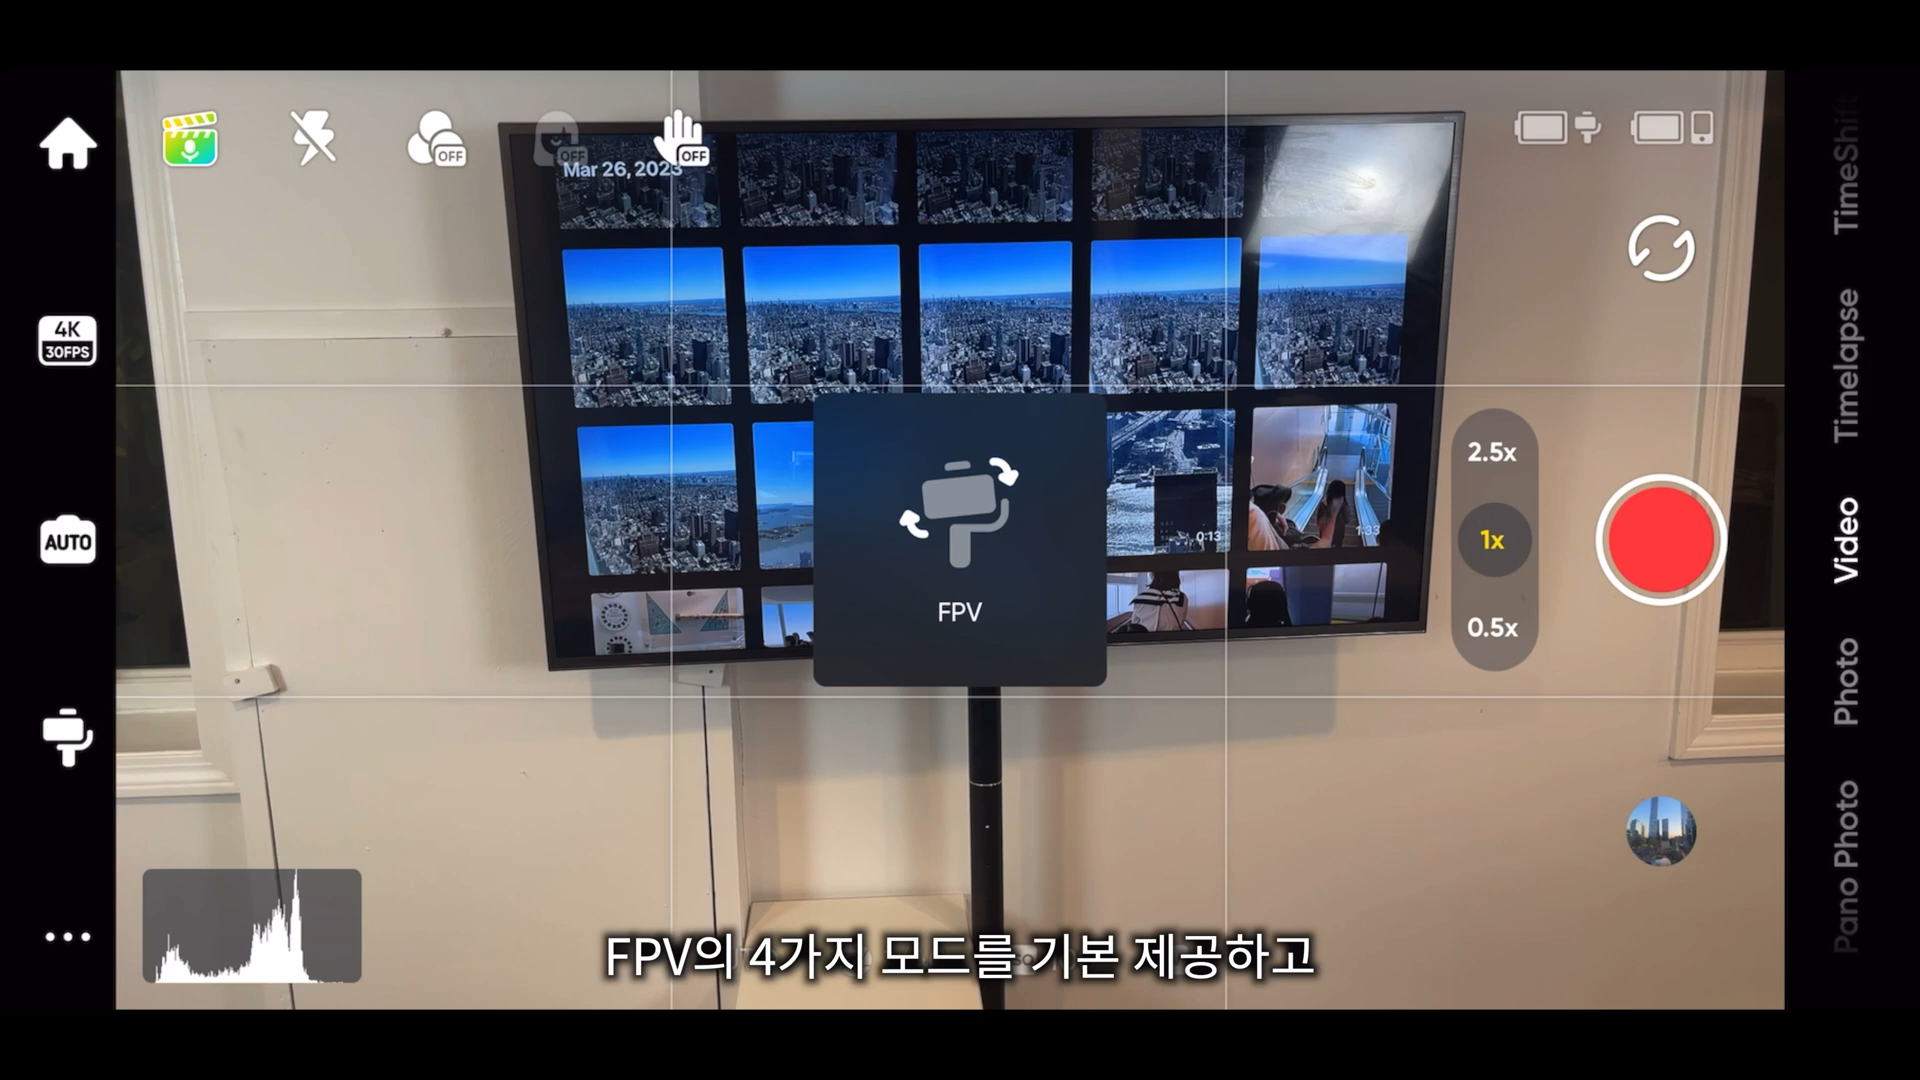 OFF
OFF
OFF
Mar 26, 2023
4K
30FPS
AUTO
0:13
1:33
FPV
2.5x
1x
0.5x
TimeShift
Timelapse
Video
Photo
Pano Photo
FPV의 4가지 모드를 기본 제공하고